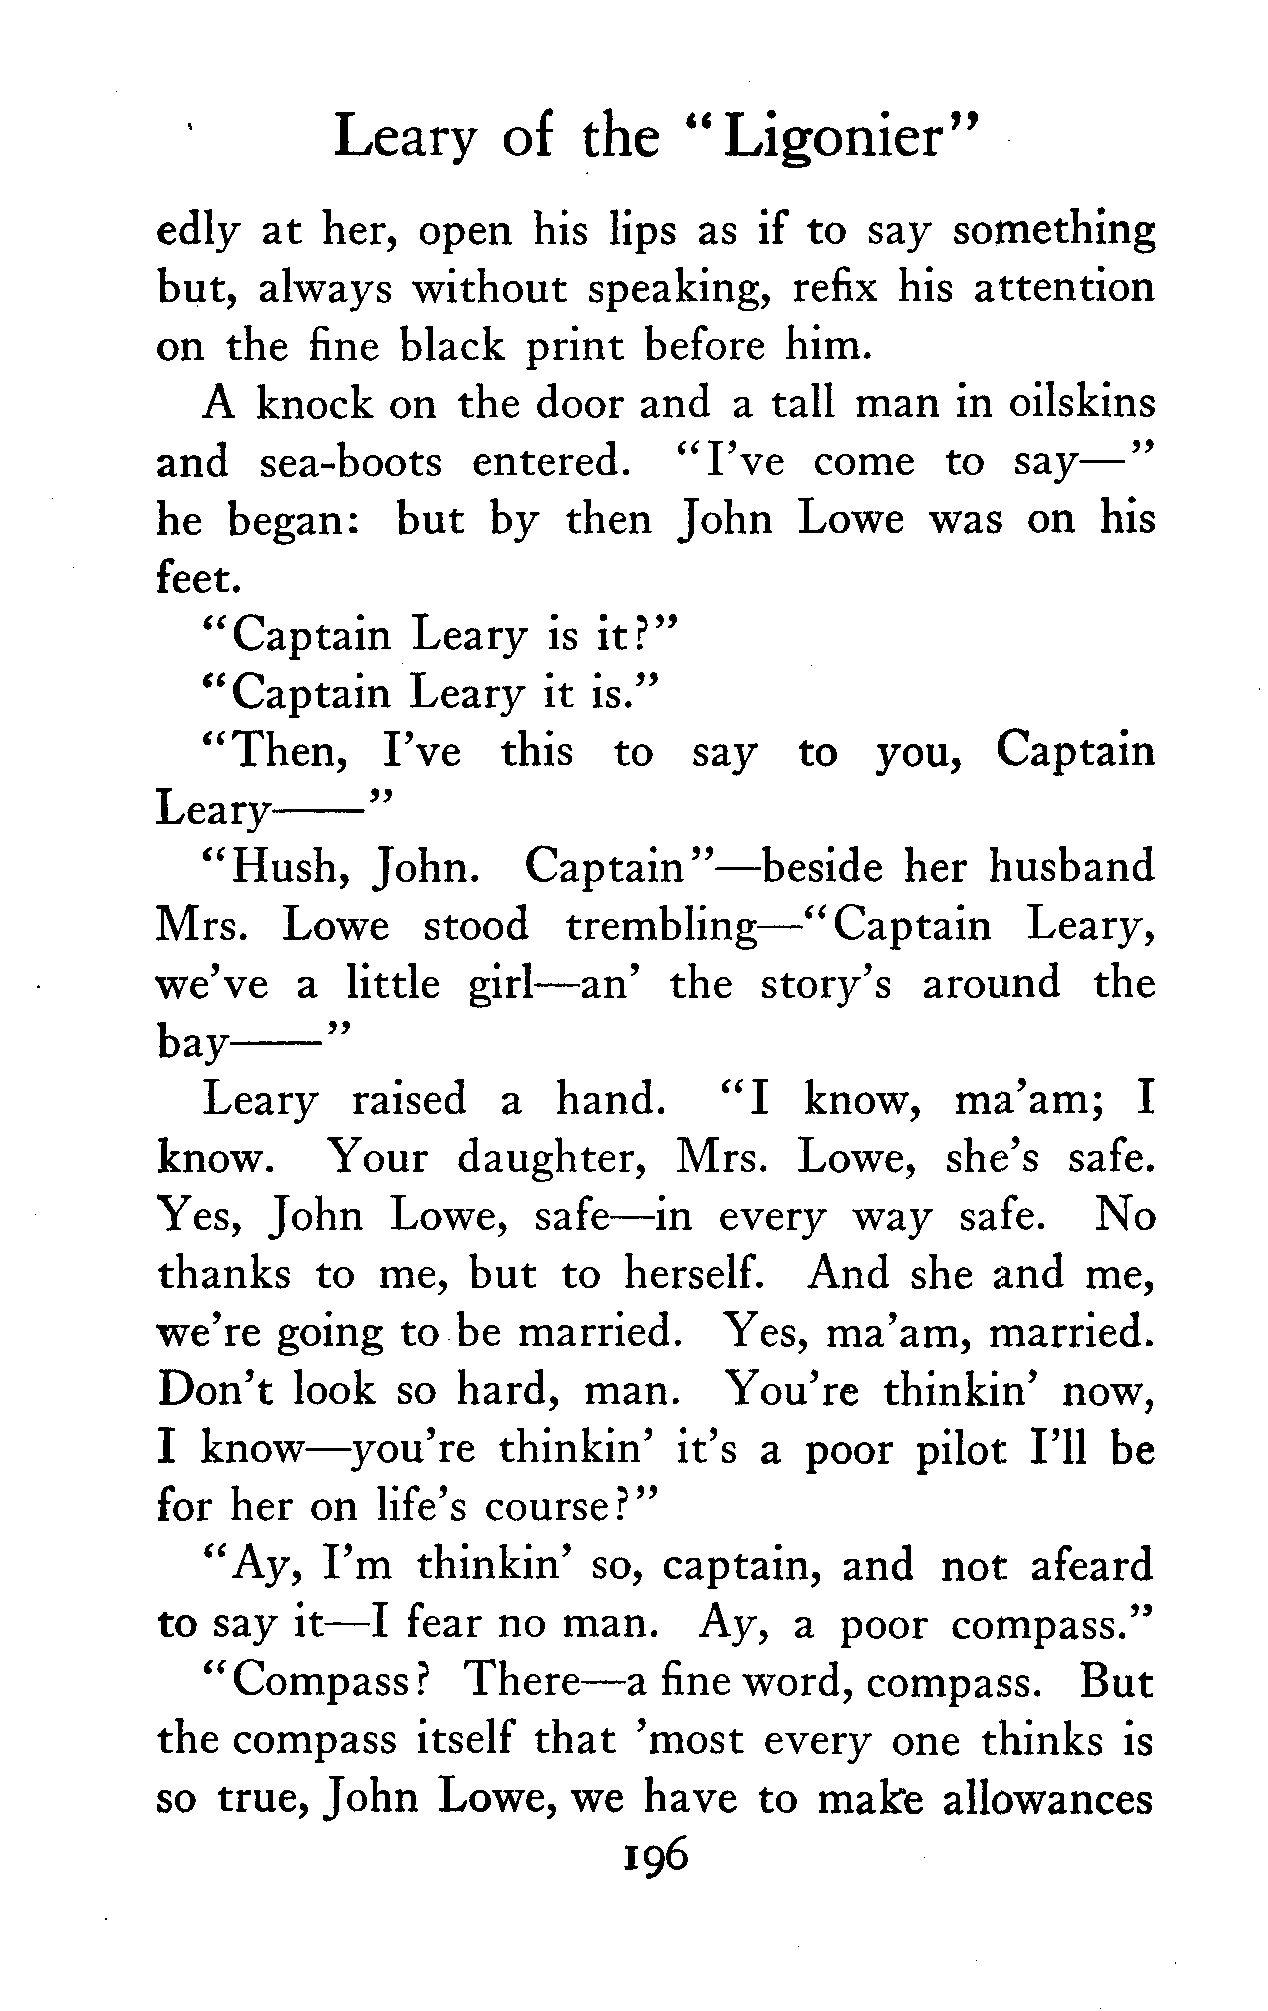 Leary of the "Ligonier"
edly at her, open his lips as if to say something
but, always without speaking, refix his attention
on the fine black print before him.
A knock on the door and a tall man in oilskins
and sea-boots entered. "I've come to say—"
he began: but by then John Lowe was on his
feet.
"Captain Leary is it?"
"Captain Leary it is."
"Then, I've this to say to you, Captain
Leary——"
"Hush, John. Captain"—beside her husband
Mrs. Lowe stood trembling—"Captain Leary,
we've a little girl—an' the story's around the
bay——"
Leary raised a hand. "I know, ma'am; I
know. Your daughter, Mrs. Lowe, she's safe.
Yes, John Lowe, safe—in every way safe. No
thanks to me, but to herself. And she and me,
we're going to be married. Yes, ma'am, married.
Don't look so hard, man. You're thinkin' now,
I know—you're thinkin' it's a poor pilot I'll be
for her on life's course?"
"Ay, I'm thinkin' so, captain, and not afeard
to say it—I fear no man. Ay, a poor compass."
"Compass? There—a fine word, compass. But
the compass itself that 'most every one thinks is
so true, John Lowe, we have to make allowances
196